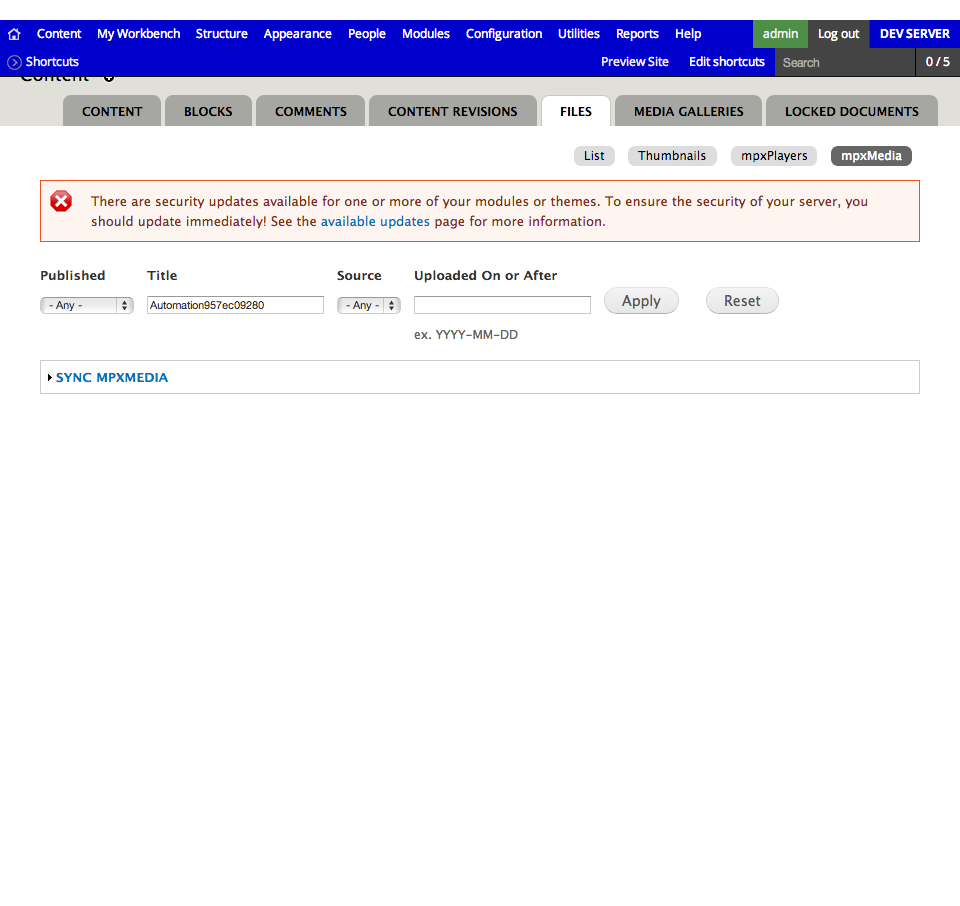 Content My Workbench Structure Appearance People Modules Configuration Utilities Reports Help admin Log out DEV SERVER
Shortcuts Preview Site Edit shortcuts Search 0 / 5
Content
CONTENT BLOCKS COMMENTS CONTENT REVISIONS FILES MEDIA GALLERIES LOCKED DOCUMENTS
List Thumbnails mpxPlayers mpxMedia
There are security updates available for one or more of your modules or themes. To ensure the security of your server, you
should update immediately! See the available updates page for more information.
Published Title Source Uploaded On or After
- Any - Automation957ec09280 - Any - Apply Reset
ex. YYYY-MM-DD
SYNC MPXMEDIA